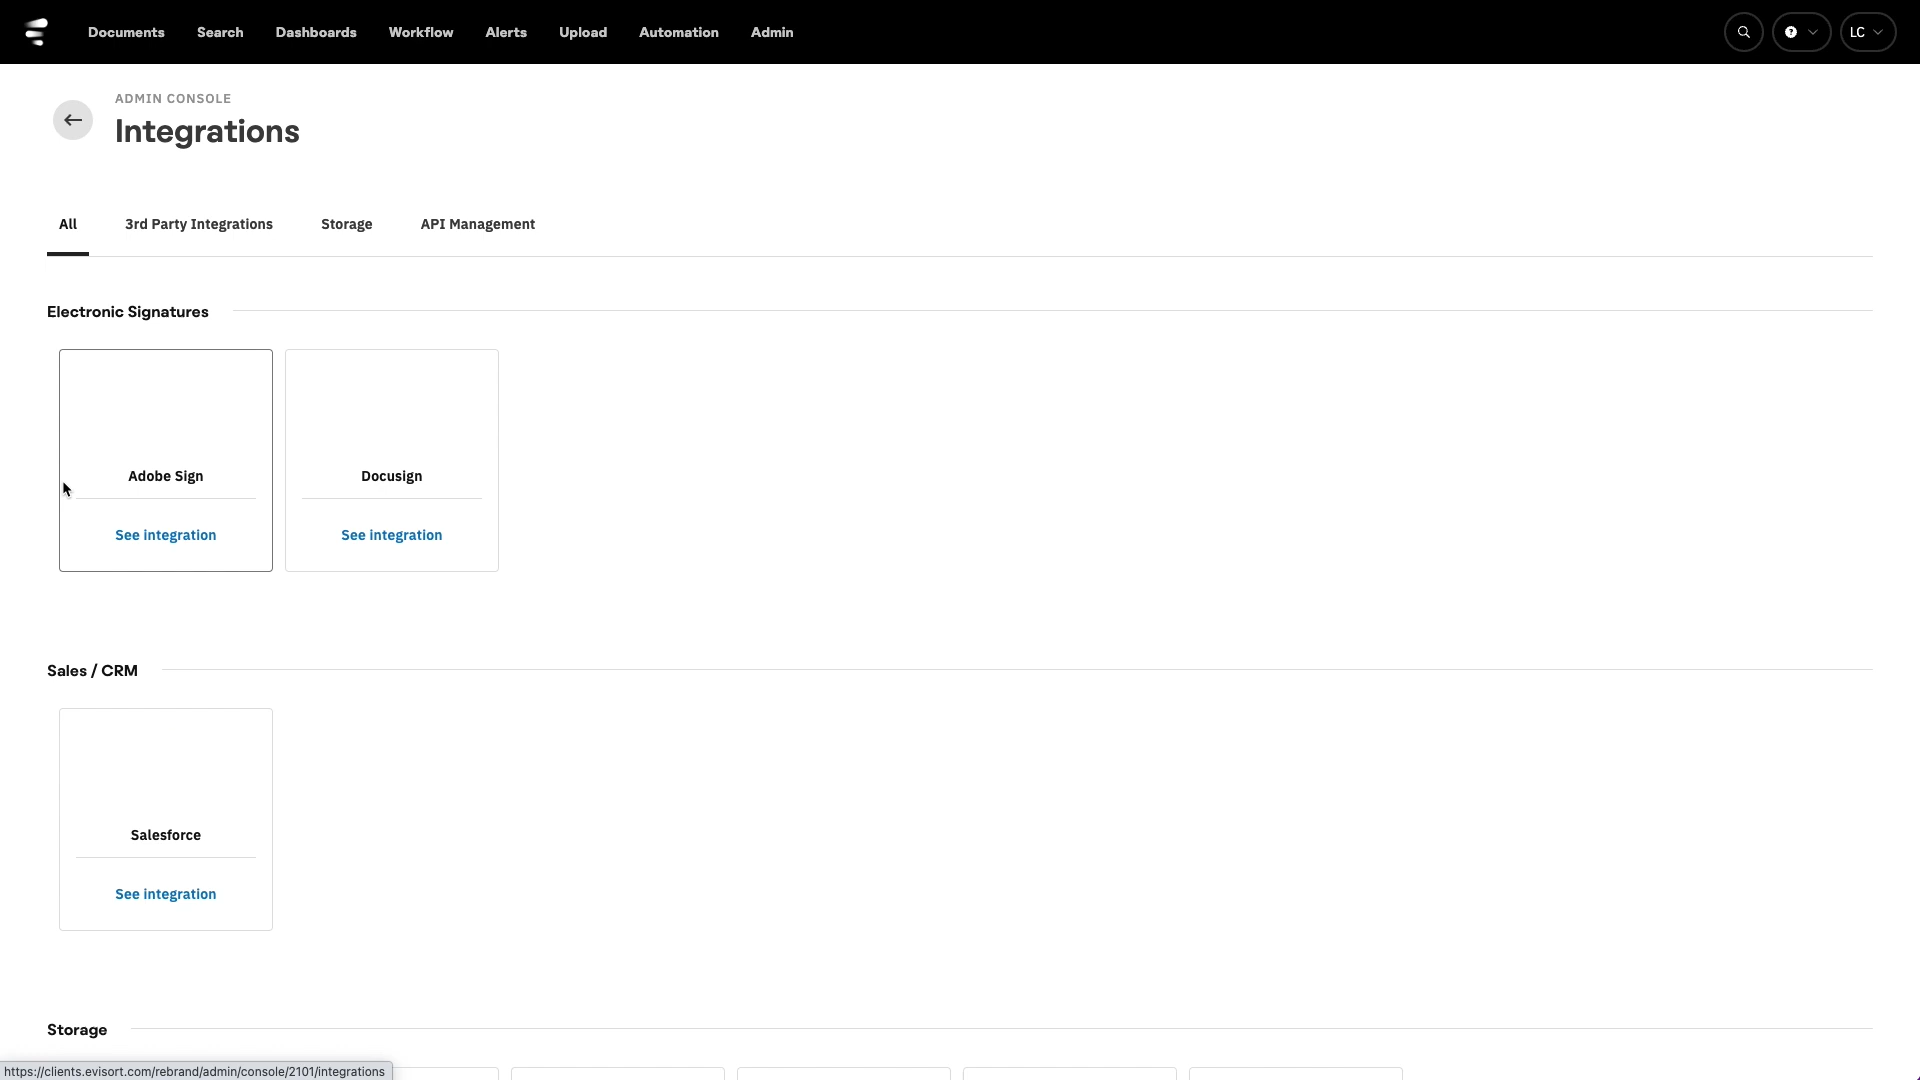 Documents Search Dashboards Workflow Alerts Upload Automation Admin LC
ADMIN CONSOLE
Integrations
All 3rd Party Integrations Storage API Management
Electronic Signatures
Adobe Sign Docusign
See integration See integration
Sales / CRM
Salesforce
See integration
Storage
https://clients.evisort.com/rebrand/admin/console/2101/integrations